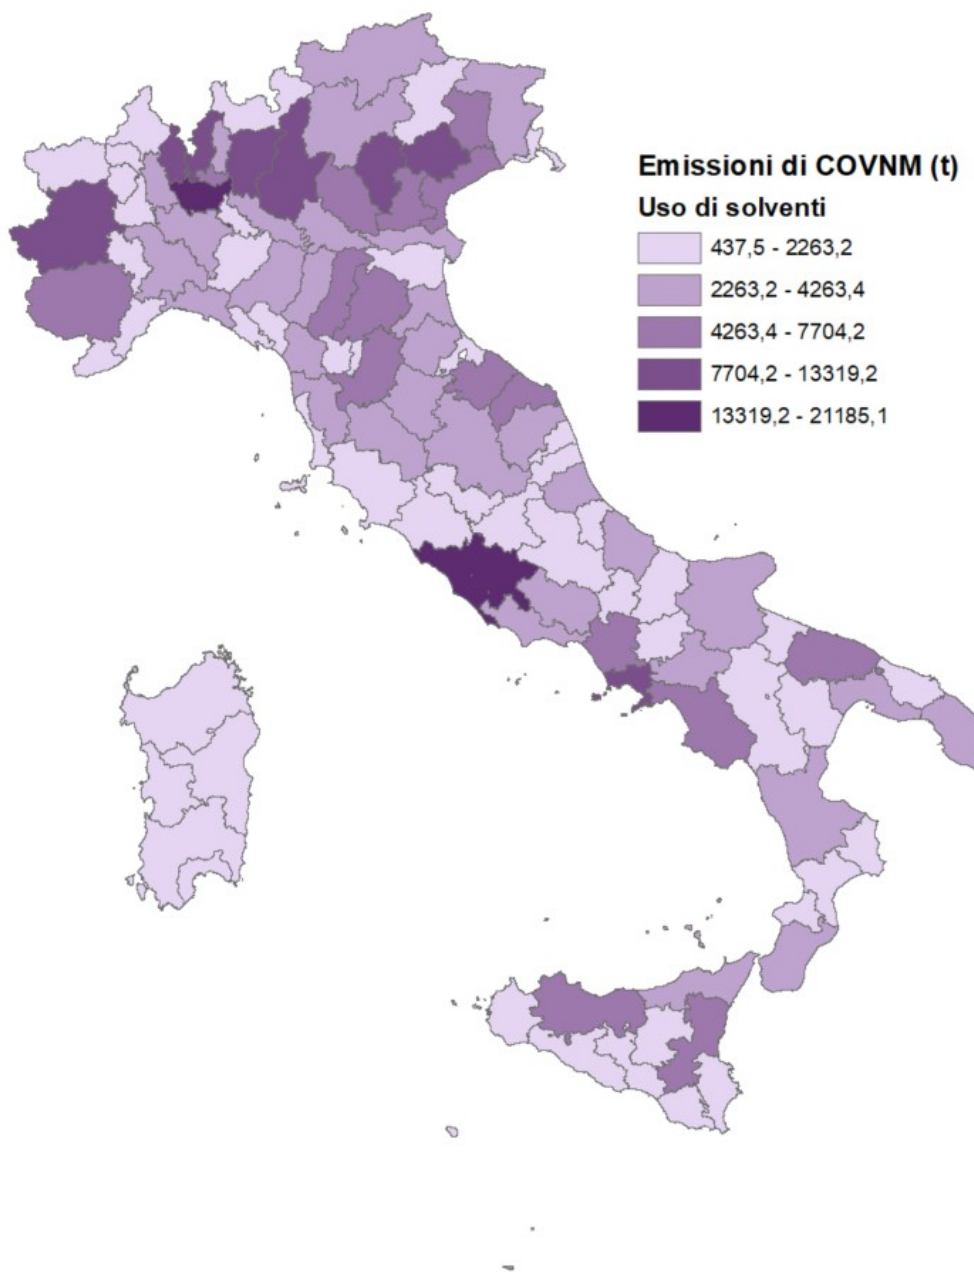 Emissioni di COVNM (t)
Uso di solventi
437,5 - 2263,2
2263,2 - 4263,4
4263,4 - 7704,2
7704,2 - 13319,2
13319,2 - 21185,1